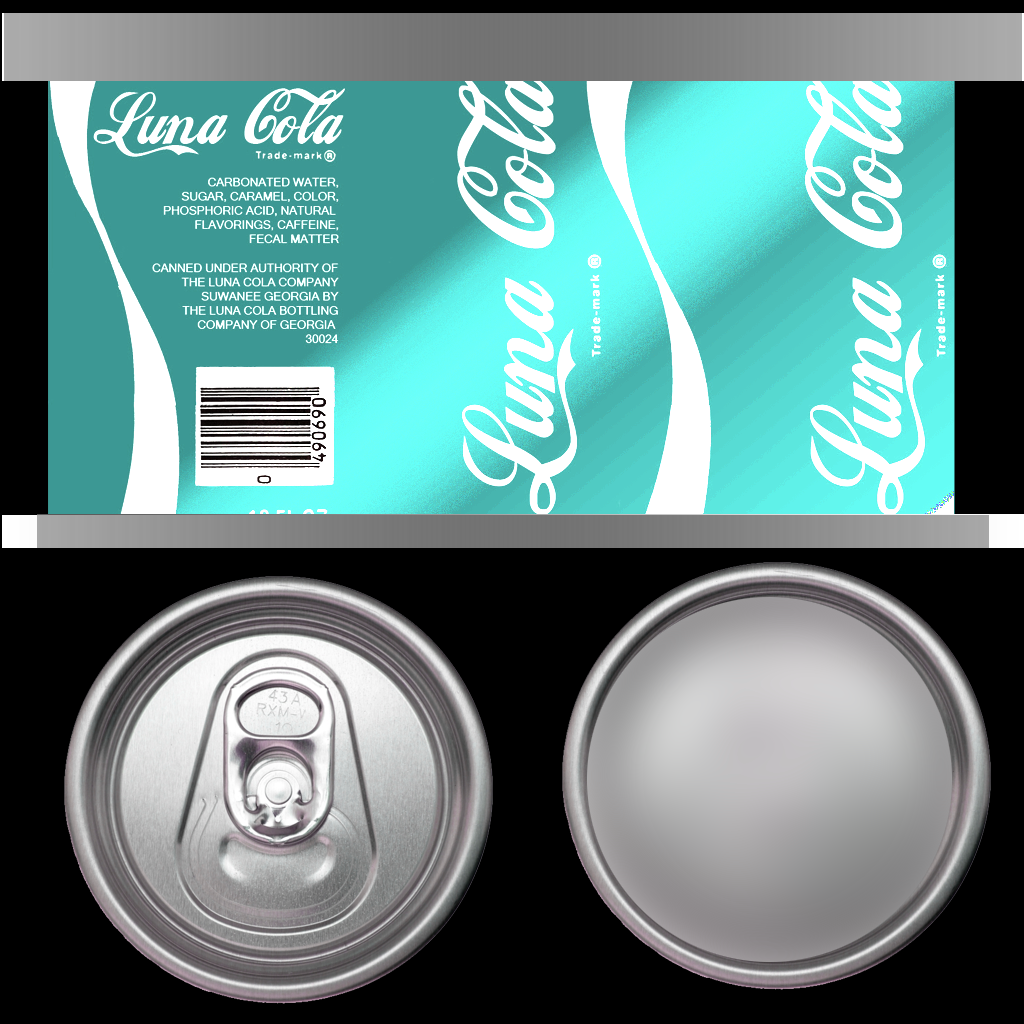 Luna Cola
Trade-mark®
CARBONATED WATER,
SUGAR, CARAMEL, COLOR,
PHOSPHORIC ACID, NATURAL
FLAVORINGS, CAFFEINE,
FECAL MATTER
CANNED UNDER AUTHORITY OF
THE LUNA COLA COMPANY
SUWANEE GEORGIA BY
THE LUNA COLA BOTTLING
COMPANY OF GEORGIA
30024
490690
0
Luna Cola
Trade-mark ®
Luna Cola
Trade-mark ®
43A